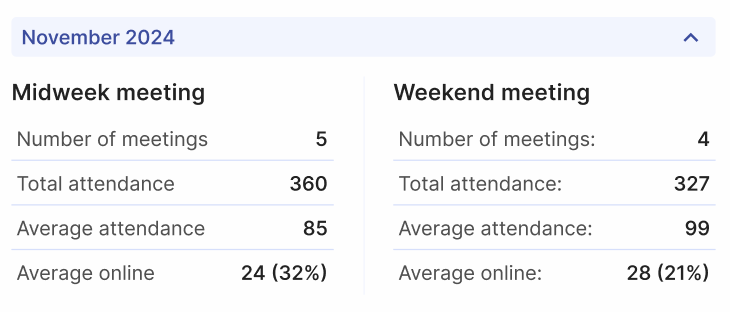 November 2024
Midweek meeting
Number of meetings 5
Total attendance 360
Average attendance 85
Average online 24 (32%)
Weekend meeting
Number of meetings: 4
Total attendance: 327
Average attendance: 99
Average online: 28 (21%)